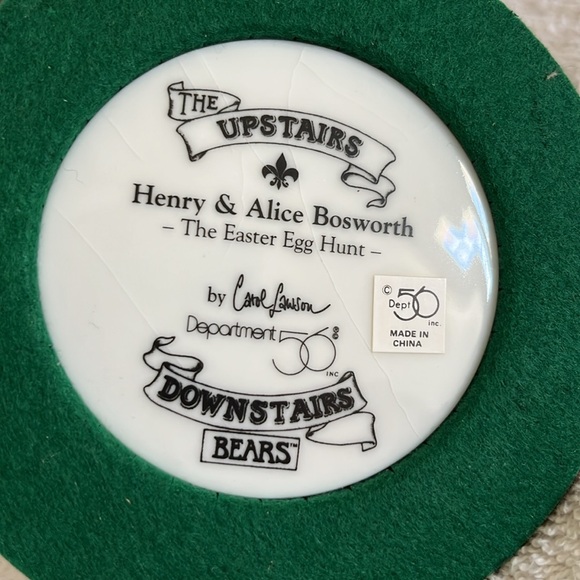 THE
UPSTAIRS
Henry & Alice Bosworth
– The Easter Egg Hunt –
by Carol Lawson
Department 56®
INC
© Dept 56
inc.
MADE IN
CHINA
DOWNSTAIRS
BEARS™